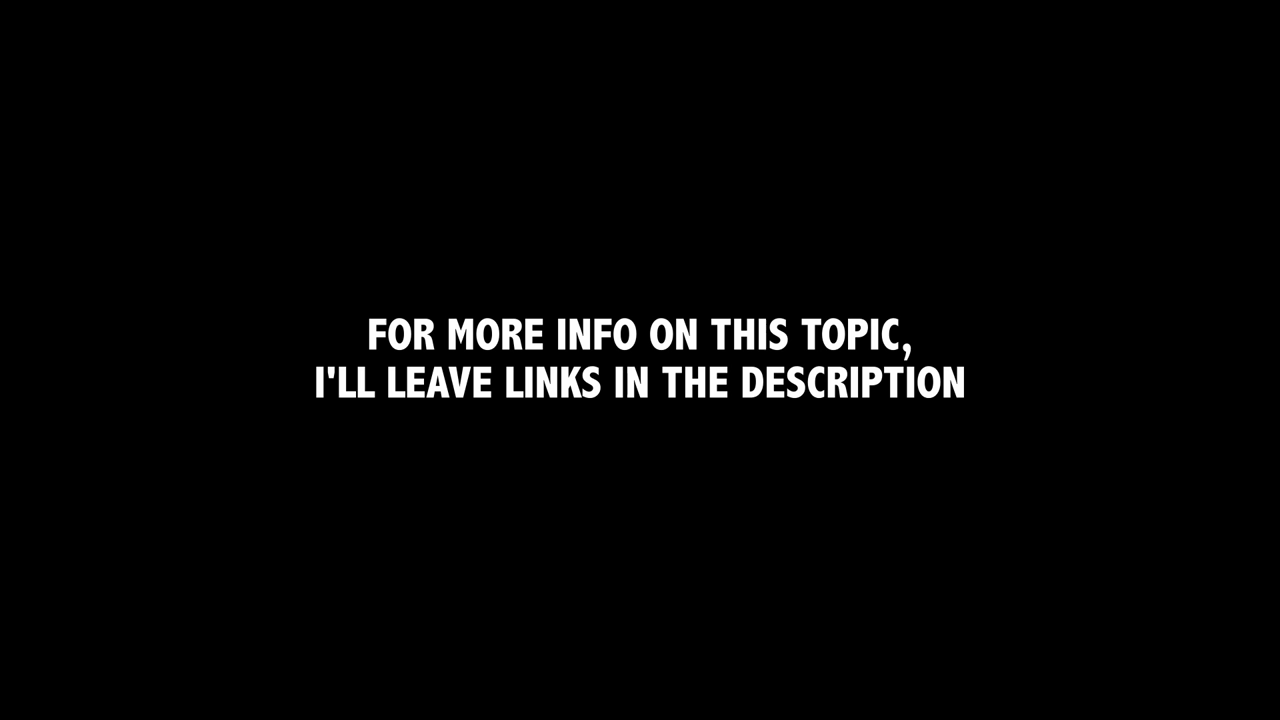 FOR MORE INFO ON THIS TOPIC,
I'LL LEAVE LINKS IN THE DESCRIPTION